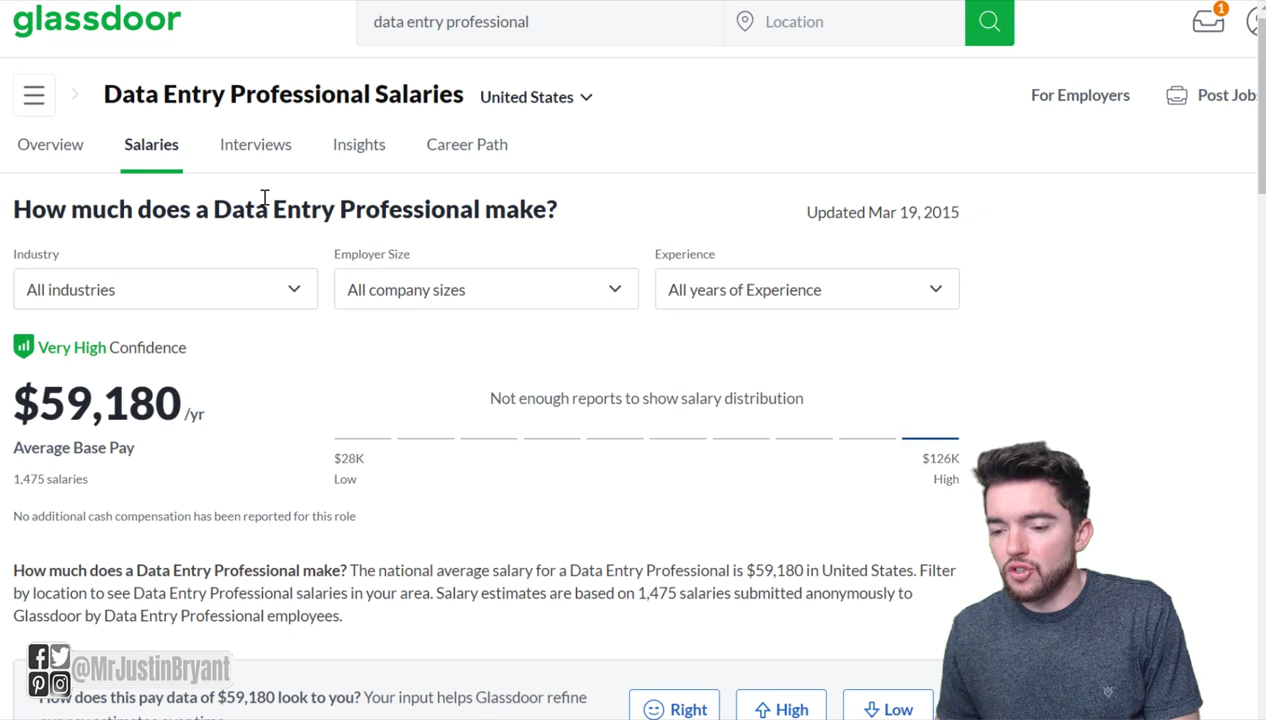 glassdoor
data entry professional
Location
1
Data Entry Professional Salaries
United States
For Employers
Post Job
Overview
Salaries
Interviews
Insights
Career Path
How much does a Data Entry Professional make?
Updated Mar 19, 2015
Industry
Employer Size
Experience
All industries
All company sizes
All years of Experience
Very High Confidence
$59,180 /yr
Not enough reports to show salary distribution
Average Base Pay
$28K
$126K
1,475 salaries
Low
High
No additional cash compensation has been reported for this role
How much does a Data Entry Professional make? The national average salary for a Data Entry Professional is $59,180 in United States. Filter
by location to see Data Entry Professional salaries in your area. Salary estimates are based on 1,475 salaries submitted anonymously to
Glassdoor by Data Entry Professional employees.
@MrJustinBryant
How does this pay data of $59,180 look to you? Your input helps Glassdoor refine
Right
High
Low